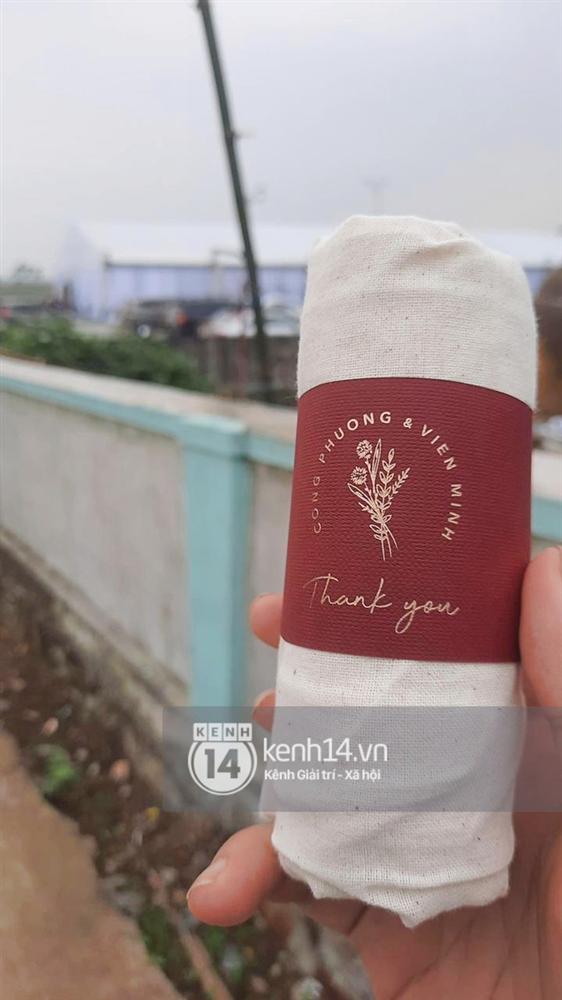 CONG PHUONG & VIEN MINH
Thank you
KENH
14
kenh14.vn
Kênh Giải trí - Xã hội